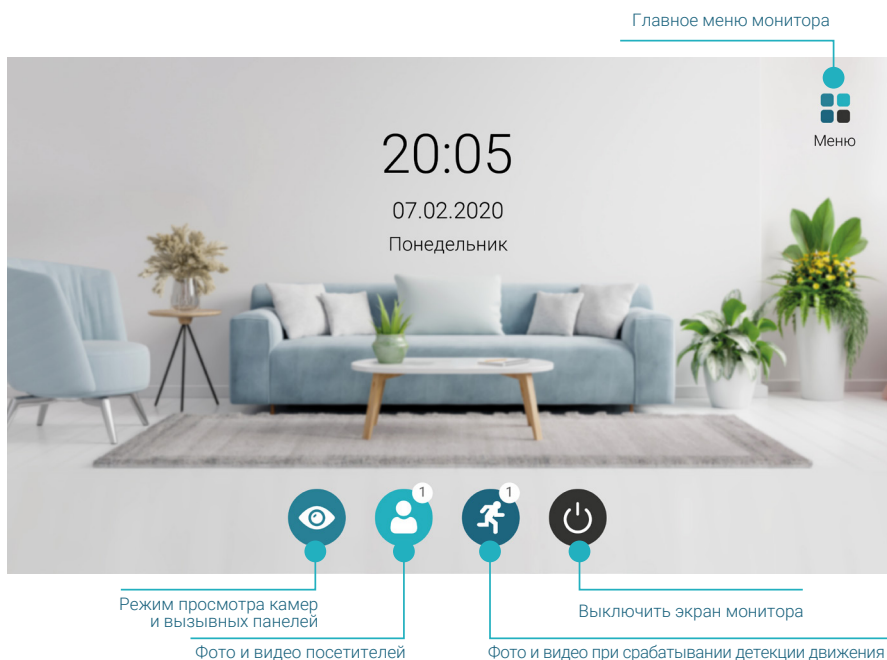 Главное меню монитора
Меню
20:05
07.02.2020
Понедельник
1
1
Режим просмотра камер
и вызывных панелей
Выключить экран монитора
Фото и видео посетителей
Фото и видео при срабатывании детекции движения